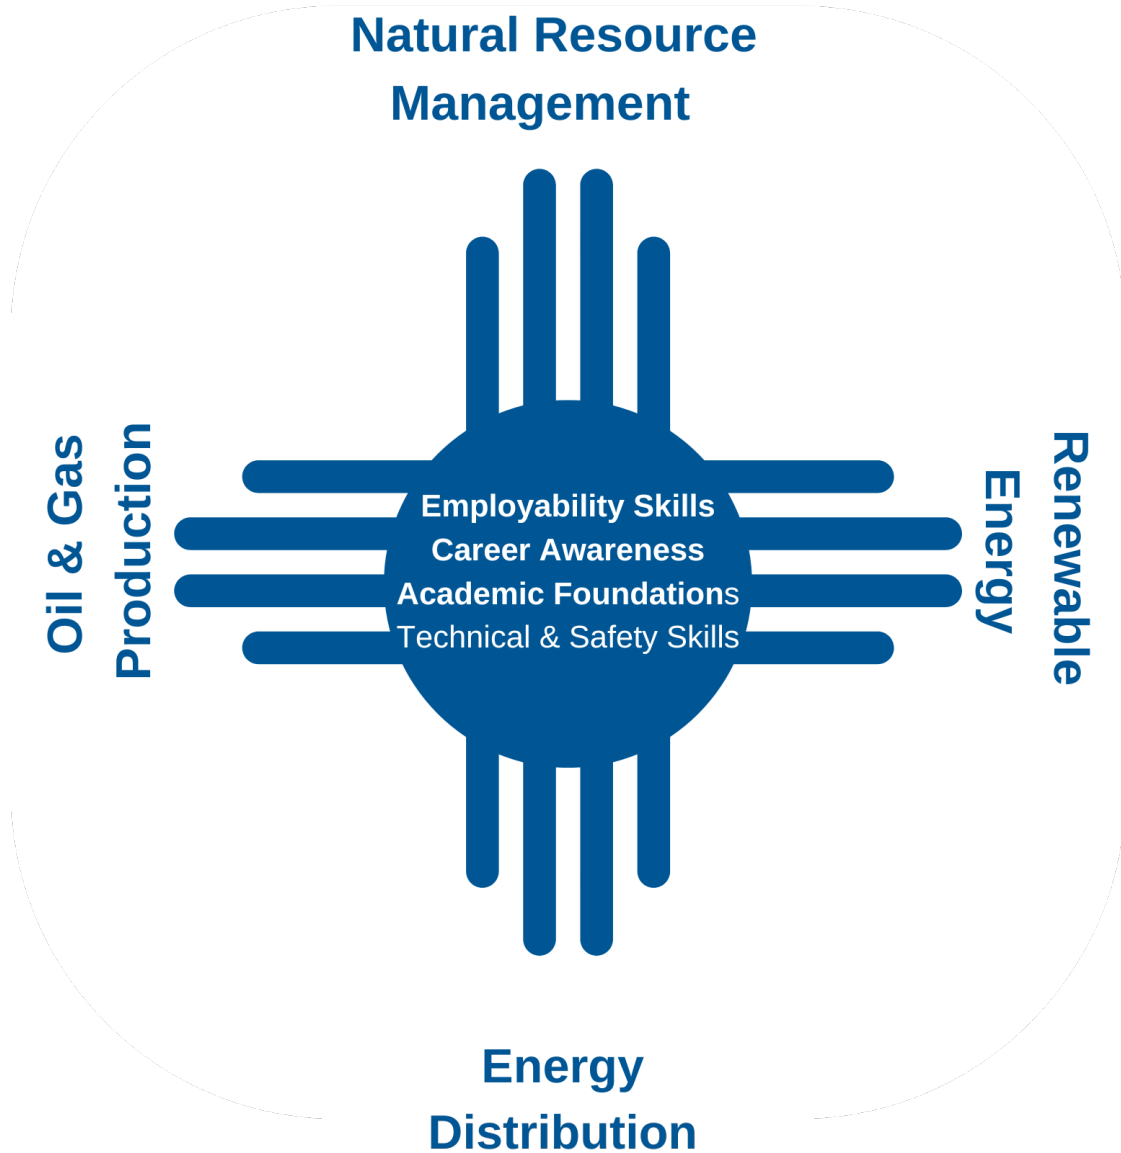 Natural Resource
Management
Oil & Gas
Production
Employability Skills
Career Awareness
Academic Foundations
Technical & Safety Skills
Renewable
Energy
Energy
Distribution